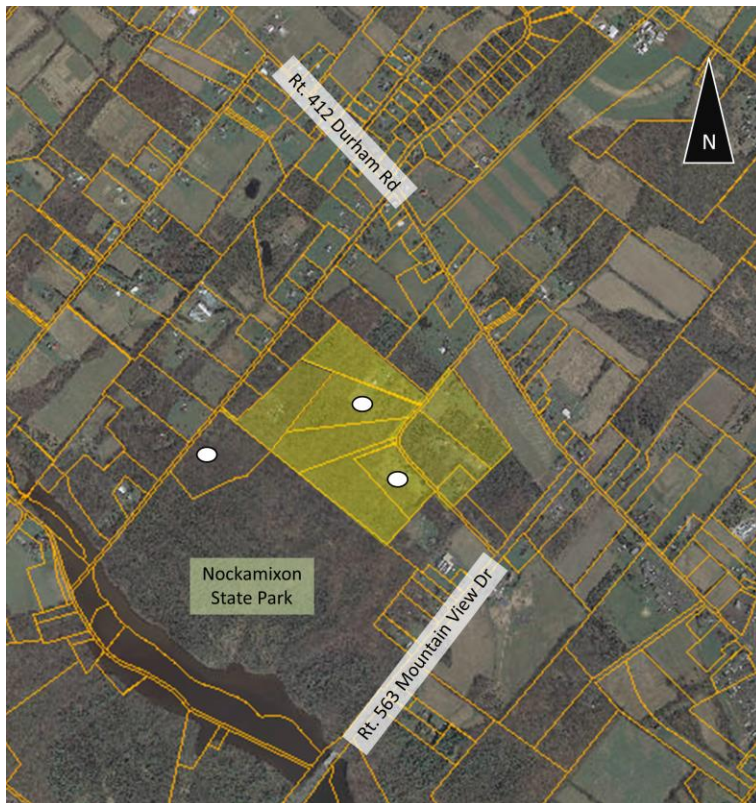 Rt. 412 Durham Rd
N
Nockamixon
State Park
Rt. 563 Mountain View Dr